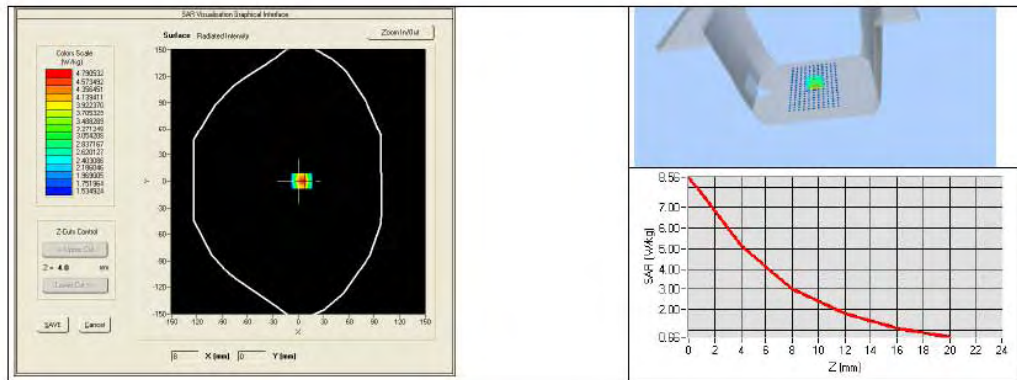 SAR Visualisation Graphical Interface
Surface Radiated Intensity
Zoom In/Out
Colors Scale
(W/kg)
4.790532
4.573492
4.356451
4.139411
3.922370
3.705329
3.488289
3.271248
3.054208
2.837167
2.620127
2.403086
2.186046
1.969005
1.751964
1.534924
150-
120-
90-
60-
30-
Y 0-
-30-
-60-
-90-
-120-
-150-
-150 -120 -90 -60 -30 0 30 60 90 120 150
X
Z-Cuts Control
Z = 4.0 mm
SAVE Cancel
8 X (mm) 0 Y (mm)
8.56-
7.00-
6.00-
5.00-
4.00-
3.00-
2.00-
0.66-
SAR (W/kg)
0 2 4 6 8 10 12 14 16 18 20 22 24
Z (mm)